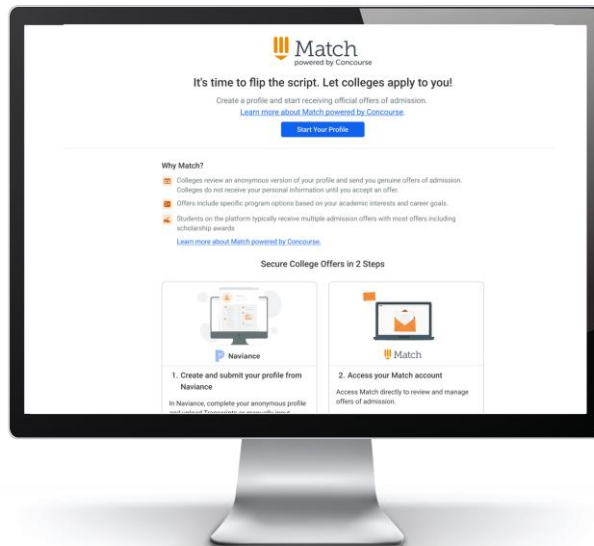 Match
powered by Concourse
It's time to flip the script. Let colleges apply to you!
Create a profile and start receiving official offers of admission.
Learn more about Match powered by Concourse.
Start Your Profile
Why Match?
Colleges review an anonymous version of your profile and send you genuine offers of admission.
Colleges do not receive your personal information until you accept an offer.
Offers include specific program options based on your academic interests and career goals.
Students on the platform typically receive multiple admission offers with most offers including
scholarship awards
Learn more about Match powered by Concourse.
Secure College Offers in 2 Steps
Naviance
1. Create and submit your profile from
Naviance
In Naviance, complete your anonymous profile
and upload Transcripts or manually input
Match
2. Access your Match account
Access Match directly to review and manage
offers of admission.